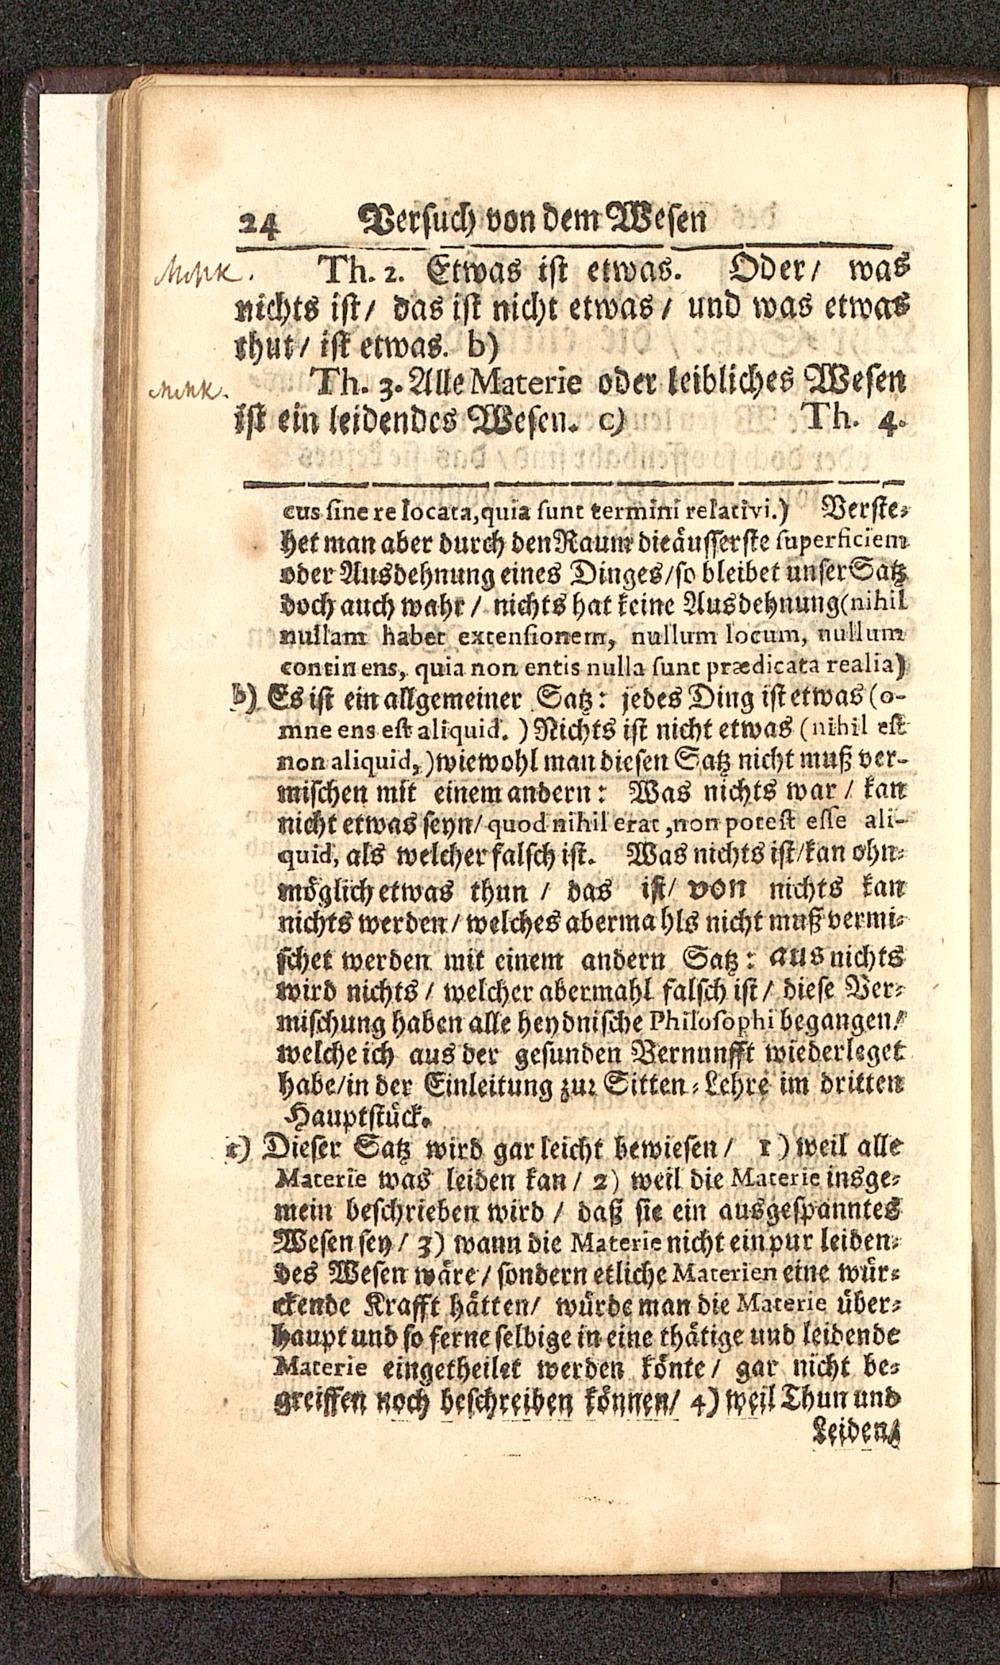 24 Versuch von dem Wesen
Th. 2. Etwas ist etwas. Oder/ was
nichts ist/ das ist nicht etwas/ und was etwas
thut/ ist etwas. b)
Th. 3. Alle Materie oder leibliches Wesen
ist ein leidendes Wesen. c) Th. 4.
cus sine re locata, quia sunt termini relativi.) Verste-
het man aber durch den Raum die äusserste superficiem
oder Ausdehnung eines Dinges/ so bleibet unser Satz
doch auch wahr/ nichts hat keine Ausdehnung (nihil
nullam habet extensionem, nullum locum, nullum
continens, quia non entis nulla sunt prædicata realia)
b) Es ist ein allgemeiner Satz: jedes Ding ist etwas (o-
mne ens est aliquid.) Nichts ist nicht etwas (nihil est
non aliquid,) wiewohl man diesen Satz nicht muß ver-
mischen mit einem andern: Was nichts war/ kan
nicht etwas seyn/ quod nihil erat, non potest esse ali-
quid, als welcher falsch ist. Was nichts ist/ kan ohn-
möglich etwas thun/ das ist/ von nichts kan
nichts werden/ welches abermahls nicht muß vermi-
schet werden mit einem andern Satz: aus nichts
wird nichts/ welcher abermahl falsch ist/ diese Ver-
mischung haben alle heydnische Philosophi begangen/
welche ich aus der gesunden Vernunfft wiederleget
habe/ in der Einleitung zur Sitten-Lehre im dritten
Hauptstück.
c) Dieser Satz wird gar leicht bewiesen/ 1) weil alle
Materie was leiden kan/ 2) weil die Materie insge-
mein beschrieben wird/ daß sie ein ausgespanntes
Wesen sey/ 3) wann die Materie nicht ein pur leiden-
des Wesen wäre/ sondern etliche Materien eine wür-
ckende Krafft hätten/ würde man die Materie über-
haupt und so ferne selbige in eine thätige und leidende
Materie eingetheilet werden könte/ gar nicht be-
greiffen noch beschreiben können/ 4) weil Thun und
Leiden/